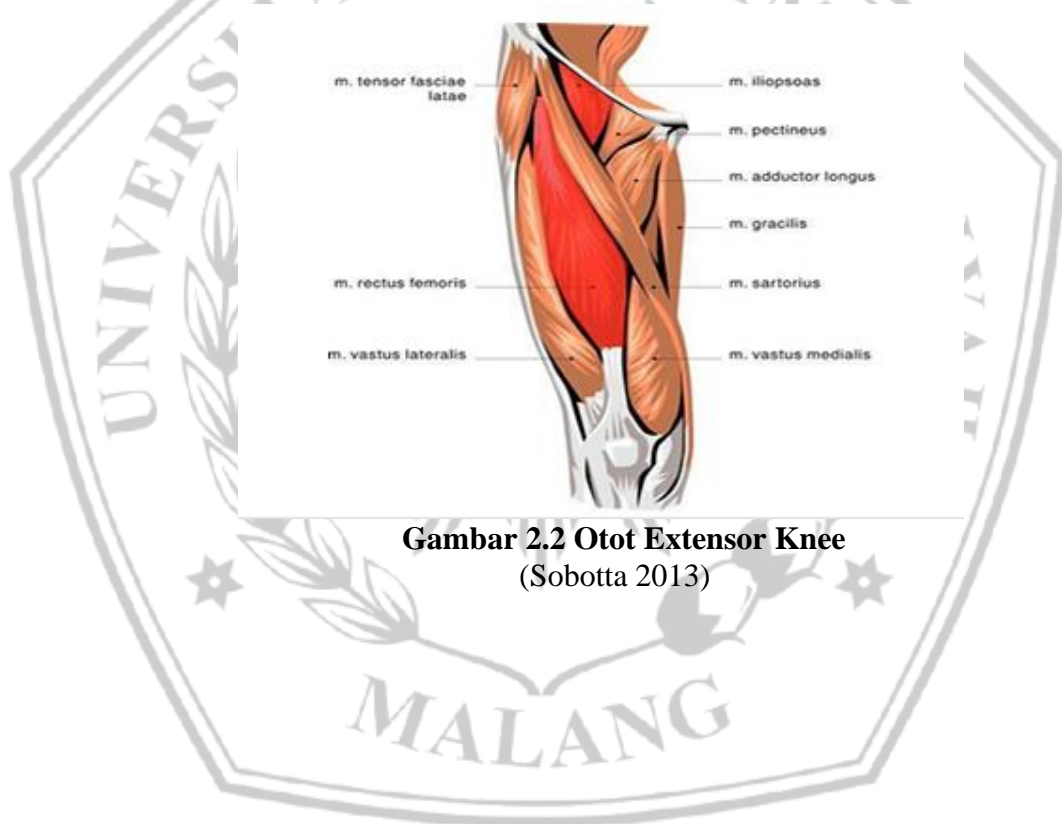 m. tensor fasciae
latae
m. rectus femoris
m. vastus lateralis
m. iliopsoas
m. pectineus
m. adductor longus
m. gracilis
m. sartorius
m. vastus medialis
Gambar 2.2 Otot Extensor Knee
(Sobotta 2013)
MALANG